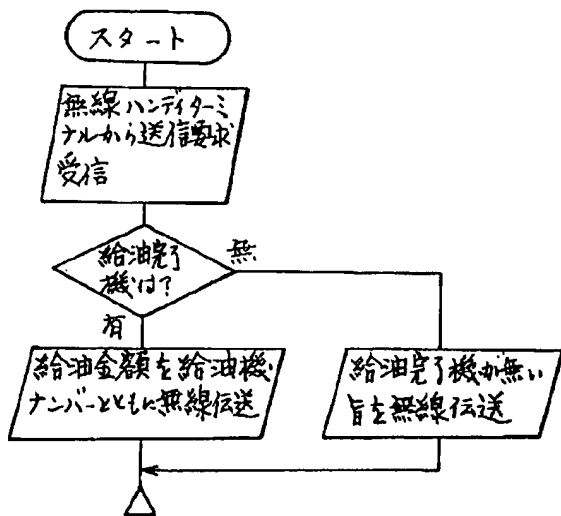 スタート
無線ハンディターミ
ナルから送信要求
受信
給油完了
機は?
無
有
給油金額を給油機
ナンバーとともに無線伝送
給油完了機が無い
旨を無線伝送